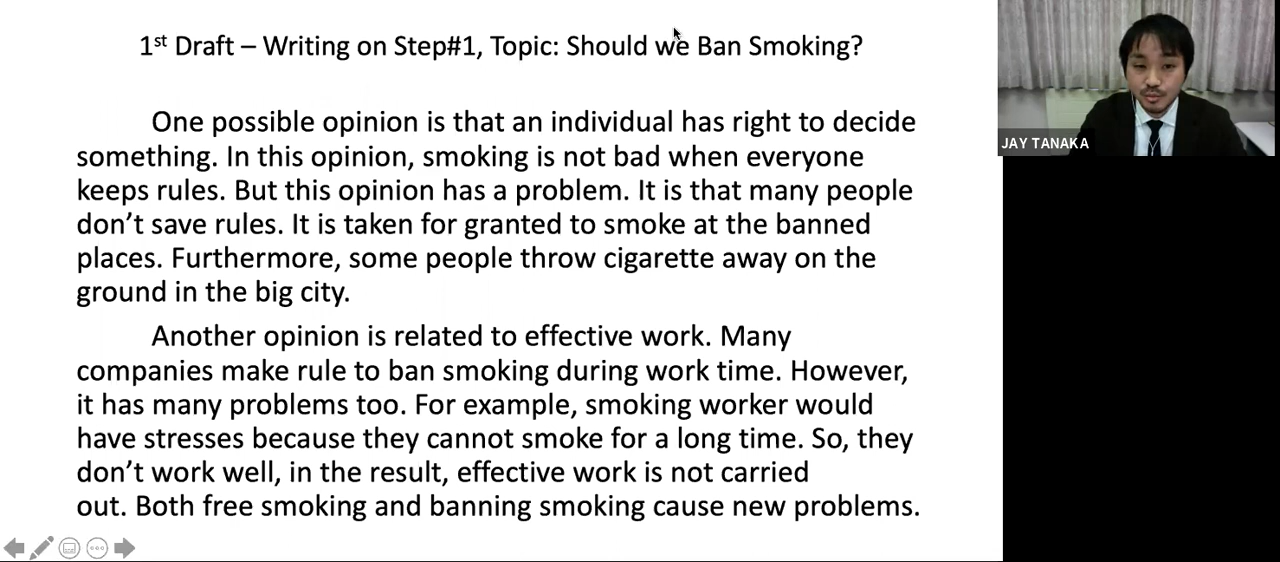 1st Draft – Writing on Step#1, Topic: Should we Ban Smoking?
JAY TANAKA
One possible opinion is that an individual has right to decide
something. In this opinion, smoking is not bad when everyone
keeps rules. But this opinion has a problem. It is that many people
don’t save rules. It is taken for granted to smoke at the banned
places. Furthermore, some people throw cigarette away on the
ground in the big city.
Another opinion is related to effective work. Many
companies make rule to ban smoking during work time. However,
it has many problems too. For example, smoking worker would
have stresses because they cannot smoke for a long time. So, they
don’t work well, in the result, effective work is not carried
out. Both free smoking and banning smoking cause new problems.